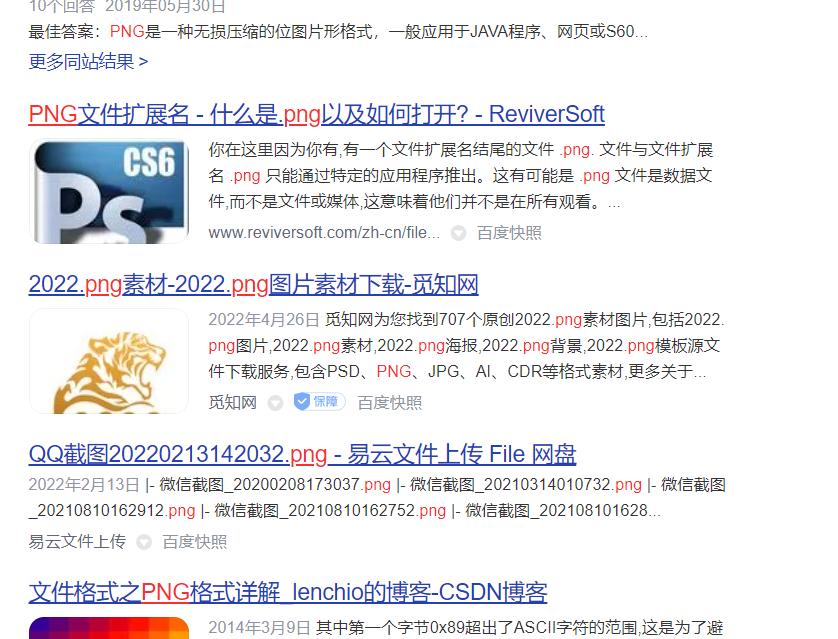 10个回答 2019年05月30日
最佳答案：PNG是一种无损压缩的位图片形格式，一般应用于JAVA程序、网页或S60...
更多同站结果 >
PNG文件扩展名 - 什么是.png以及如何打开? - ReviverSoft
CS6
Ps
你在这里因为你有,有一个文件扩展名结尾的文件 .png. 文件与文件扩展
名 .png 只能通过特定的应用程序推出。这有可能是 .png 文件是数据文
件,而不是文件或媒体,这意味着他们并不是在所有观看。...
www.reviversoft.com/zh-cn/file... 百度快照
2022.png素材-2022.png图片素材下载-觅知网
2022年4月26日 觅知网为您找到707个原创2022.png素材图片,包括2022.
png图片,2022.png素材,2022.png海报,2022.png背景,2022.png模板源文
件下载服务,包含PSD、PNG、JPG、AI、CDR等格式素材,更多关于...
觅知网 保障 百度快照
QQ截图20220213142032.png - 易云文件上传 File 网盘
2022年2月13日 |- 微信截图_20200208173037.png |- 微信截图_20210314010732.png |- 微信截图
_20210810162912.png |- 微信截图_20210810162752.png |- 微信截图_202108101628...
易云文件上传 百度快照
文件格式之PNG格式详解_lenchio的博客-CSDN博客
2014年3月9日 其中第一个字节0x89超出了ASCII字符的范围,这是为了避